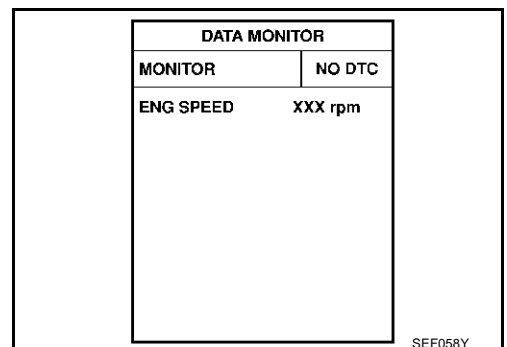 DATA MONITOR
MONITOR NO DTC
ENG SPEED XXX rpm
SEF058Y